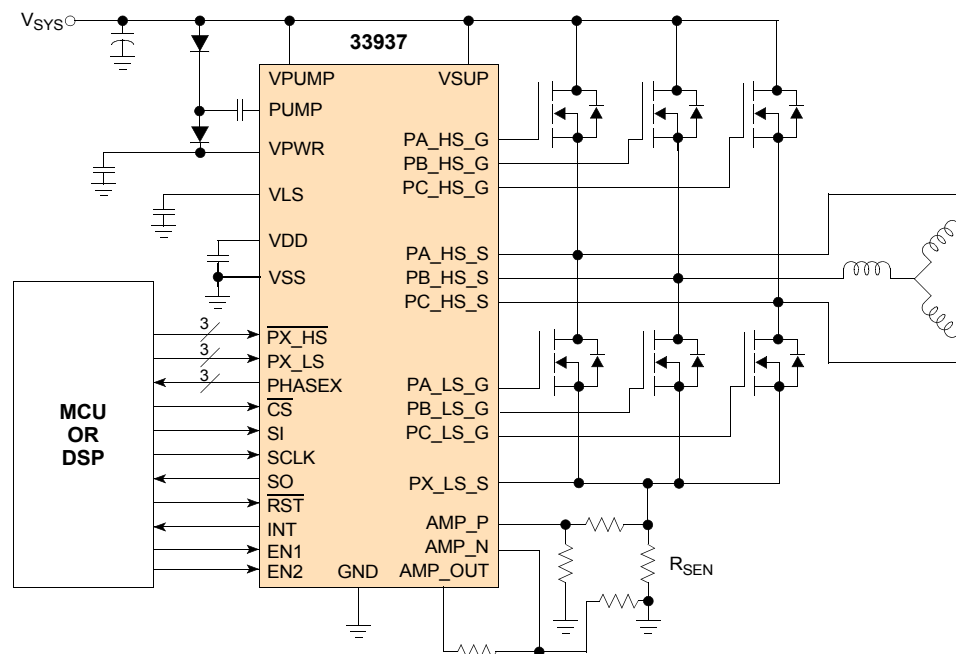 V_SYS
33937
VPUMP
VSUP
PUMP
VPWR
VLS
VDD
VSS
PA_HS_G
PB_HS_G
PC_HS_G
PA_HS_S
PB_HS_S
PC_HS_S
MCU
OR
DSP
3
3
3
PX_HS
PX_LS
PHASEX
CS
SI
SCLK
SO
RST
INT
EN1
EN2
GND
PA_LS_G
PB_LS_G
PC_LS_G
PX_LS_S
AMP_P
AMP_N
AMP_OUT
R_SEN